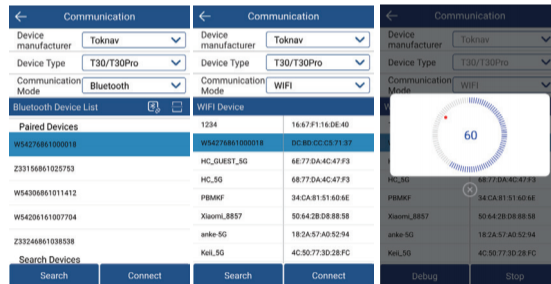 Communication
Device
manufacturer
Toknav
Device Type
T30/T30Pro
Communication
Mode
Bluetooth
Bluetooth Device List
Paired Devices
W54276861000018
Z33156861025753
W54306861011412
W54206161007704
Z33246861038538
Search Devices
Search Connect
Communication
Device
manufacturer
Toknav
Device Type
T30/T30Pro
Communication
Mode
WIFI
WIFI Device
1234 16:67:F1:16:DE:40
W54276861000018 DC:BD:CC:C5:71:37
HC_GUEST_5G 6E:77:DA:4C:47:F3
HC_5G 68:77:DA:4C:47:F3
PBMKF 34:CA:81:51:60:6E
Xiaomi_8857 50:64:2B:D8:88:58
anke-5G 18:2A:57:A0:52:94
Keli_5G 4C:50:77:3D:28:FC
Search Connect
Communication
Device
manufacturer
Toknav
Device Type
T30/T30Pro
Communication
Mode
WIFI
W
60
HC_5G 68:77:DA:4C:47:F3
PBMKF 34:CA:81:51:60:6E
Xiaomi_8857 50:64:2B:D8:88:58
anke-5G 18:2A:57:A0:52:94
Keli_5G 4C:50:77:3D:28:FC
Debug Stop